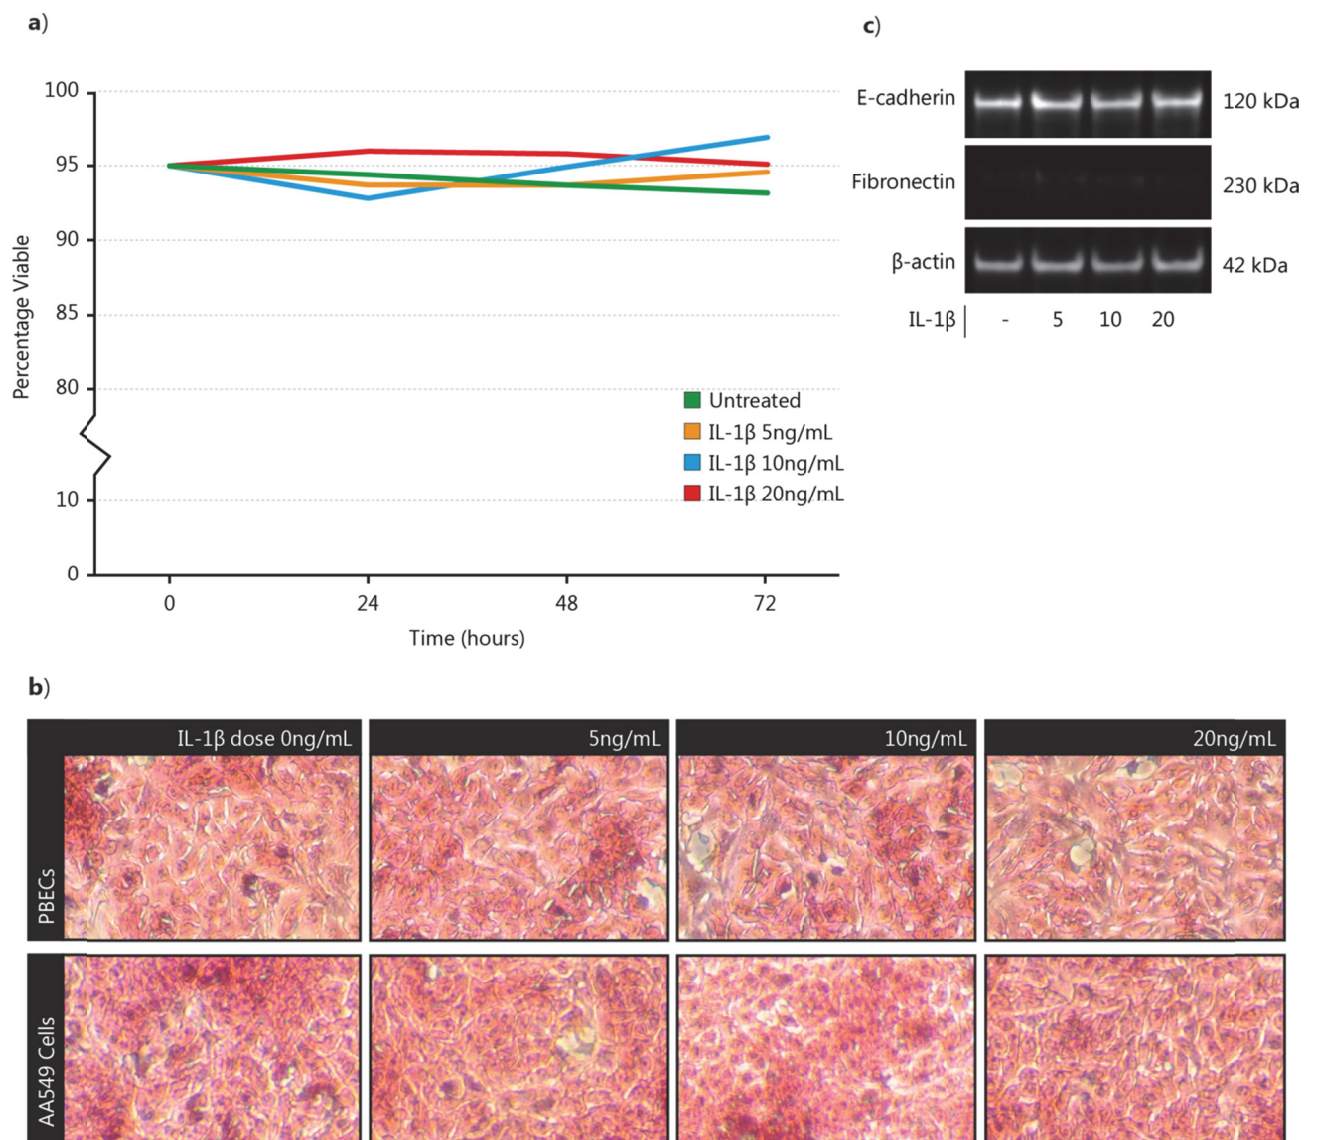 a)
100
95
90
85
80
10
0
Percentage Viable
0 24 48 72
Time (hours)
Untreated
IL-1β 5ng/mL
IL-1β 10ng/mL
IL-1β 20ng/mL
c)
E-cadherin 120 kDa
Fibronectin 230 kDa
β-actin 42 kDa
IL-1β - 5 10 20
b)
IL-1β dose 0ng/mL 5ng/mL 10ng/mL 20ng/mL
PBECs
AA549 Cells